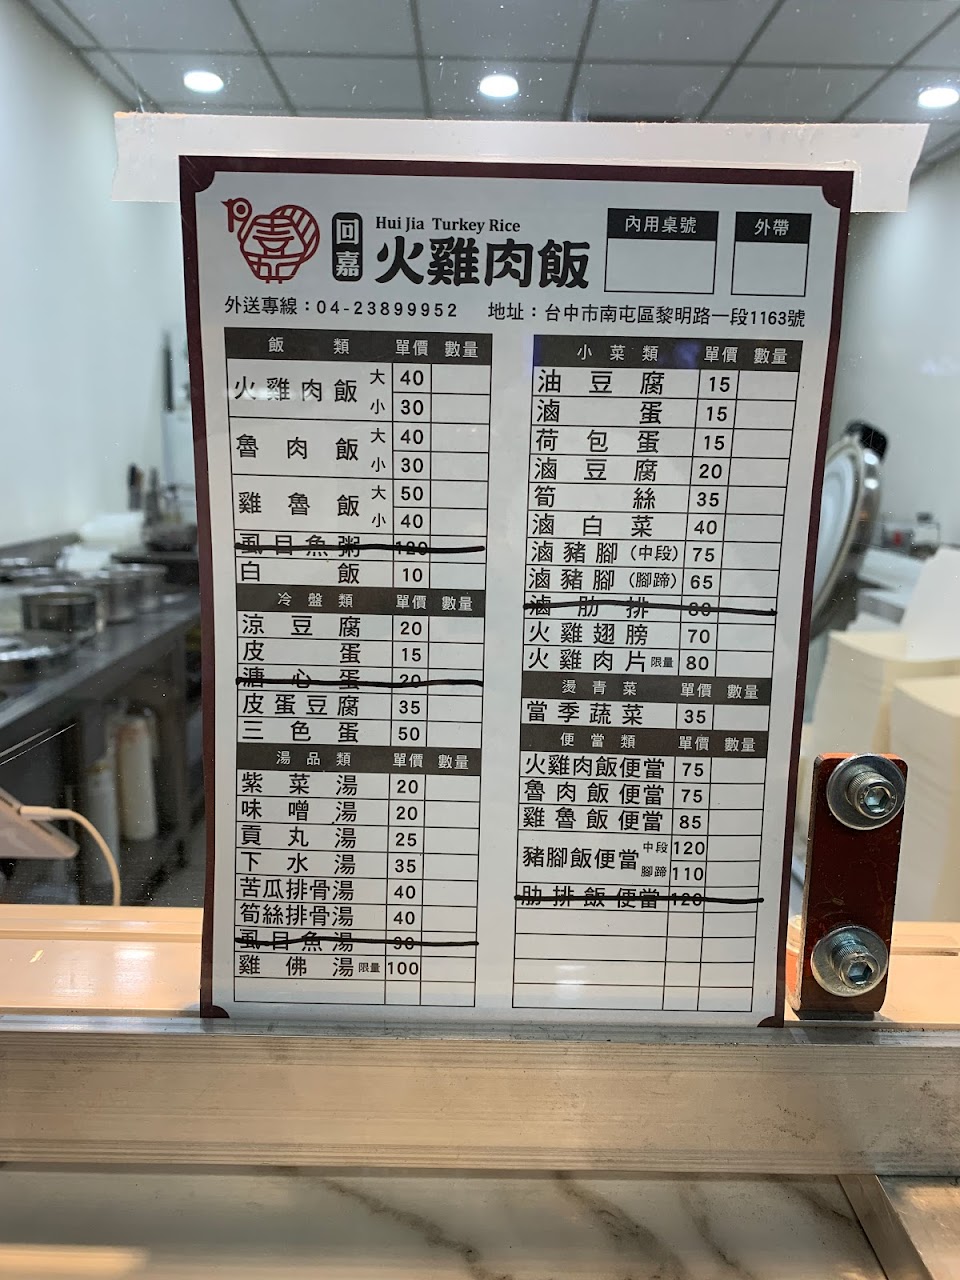 回嘉
Hui Jia Turkey Rice
火雞肉飯
內用桌號
外帶
外送專線：04-23899952 地址：台中市南屯區黎明路一段1163號
飯類 單價 數量
火雞肉飯 大 40
小 30
魯肉飯 大 40
小 30
雞魯飯 大 50
小 40
虱目魚粥 120
白飯 10
冷盤類 單價 數量
涼豆腐 20
皮蛋 15
溏心蛋 20
皮蛋豆腐 35
三色蛋 50
湯品類 單價 數量
紫菜湯 20
味噌湯 20
貢丸湯 25
下水湯 35
苦瓜排骨湯 40
筍絲排骨湯 40
虱目魚湯 90
雞佛湯 限量 100
小菜類 單價 數量
油豆腐 15
滷蛋 15
荷包蛋 15
滷豆腐 20
筍絲 35
滷白菜 40
滷豬腳（中段） 75
滷豬腳（腳蹄） 65
滷肋排 80
火雞翅膀 70
火雞肉片 限量 80
燙青菜 單價 數量
當季蔬菜 35
便當類 單價 數量
火雞肉飯便當 75
魯肉飯便當 75
雞魯飯便當 85
豬腳飯便當 中段 120
腳蹄 110
肋排飯便當 120